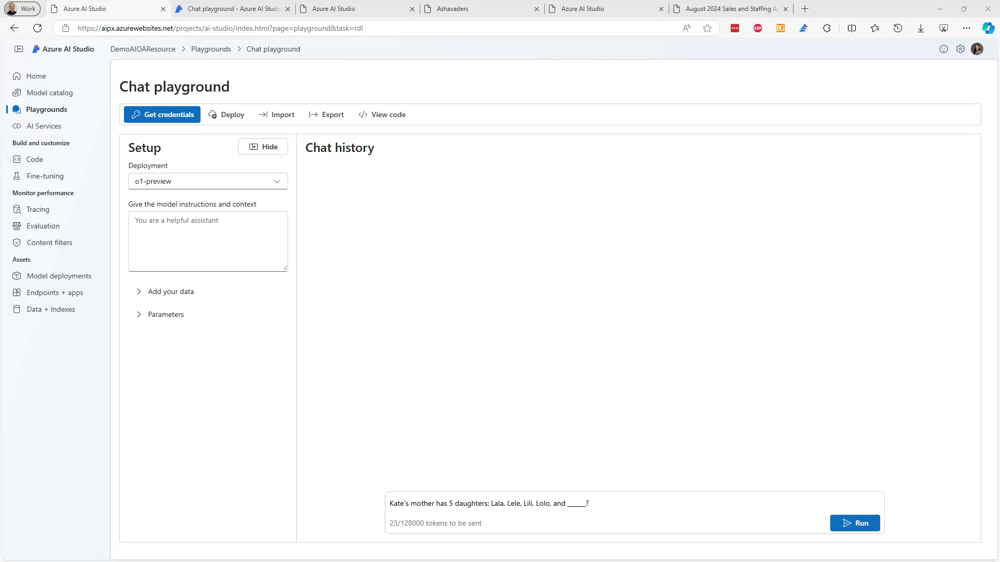 Work
Azure AI Studio
Chat playground - Azure AI Studi
Azure AI Studio
Ashavaders
Azure AI Studio
August 2024 Sales and Staffing A
https://aipx.azurewebsites.net/projects/ai-studio/index.html?page=playground&task=rdl
ABP
BG
Azure AI Studio
DemoAIOAResource > Playgrounds > Chat playground
Home
Model catalog
Playgrounds
AI Services
Build and customize
Code
Fine-tuning
Monitor performance
Tracing
Evaluation
Content filters
Assets
Model deployments
Endpoints + apps
Data + Indexes
Chat playground
Get credentials
Deploy
Import
Export
View code
Setup
Hide
Deployment
o1-preview
Give the model instructions and context
You are a helpful assistant
Add your data
Parameters
Chat history
Kate's mother has 5 daughters: Lala, Lele, Lili, Lolo, and ______?
23/128000 tokens to be sent
Run